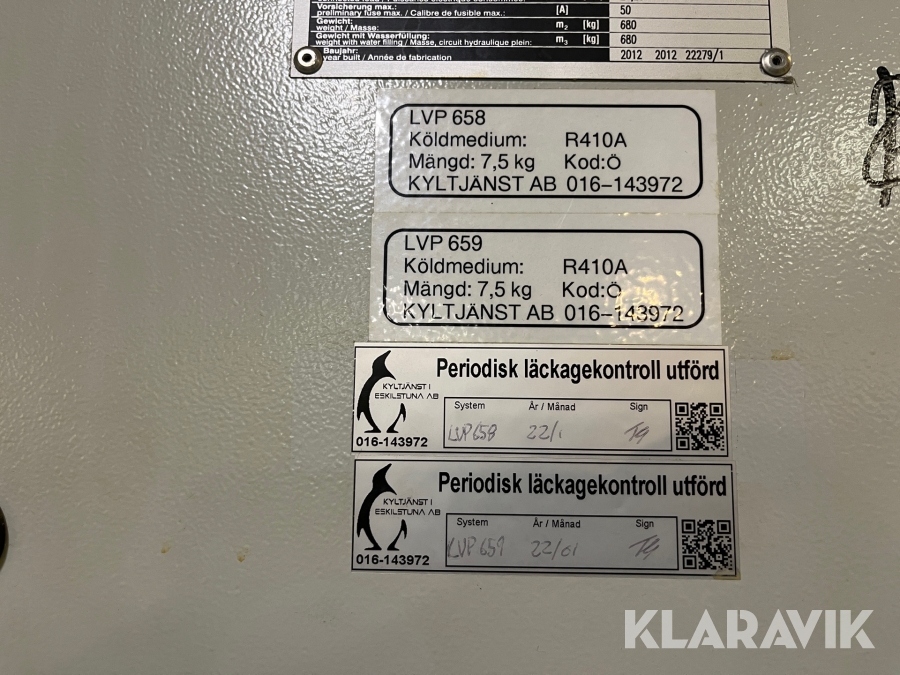 Versicherung max.: [A] 50
preliminary fuse max. / Calibre de fusible max.:
Gewicht: m₂ [kg] 680
weight / Masse:
Gewicht mit Wasserfüllung: m₃ [kg] 680
weight with water filling / Masse, circuit hydraulique plein:
Baujahr: 2012 2012 22279/1
year built / Année de fabrication
LVP 658
Köldmedium: R410A
Mängd: 7,5 kg Kod:Ö
KYLTJÄNST AB 016-143972
LVP 659
Köldmedium: R410A
Mängd: 7,5 kg Kod:Ö
KYLTJÄNST AB 016-143972
Periodisk läckagekontroll utförd
KYLTJÄNST I
ESKILSTUNA AB
016-143972
System År / Månad Sign
LVP 658 22/1
Periodisk läckagekontroll utförd
KYLTJÄNST I
ESKILSTUNA AB
016-143972
System År / Månad Sign
LVP 659 22/01
KLARAVIK